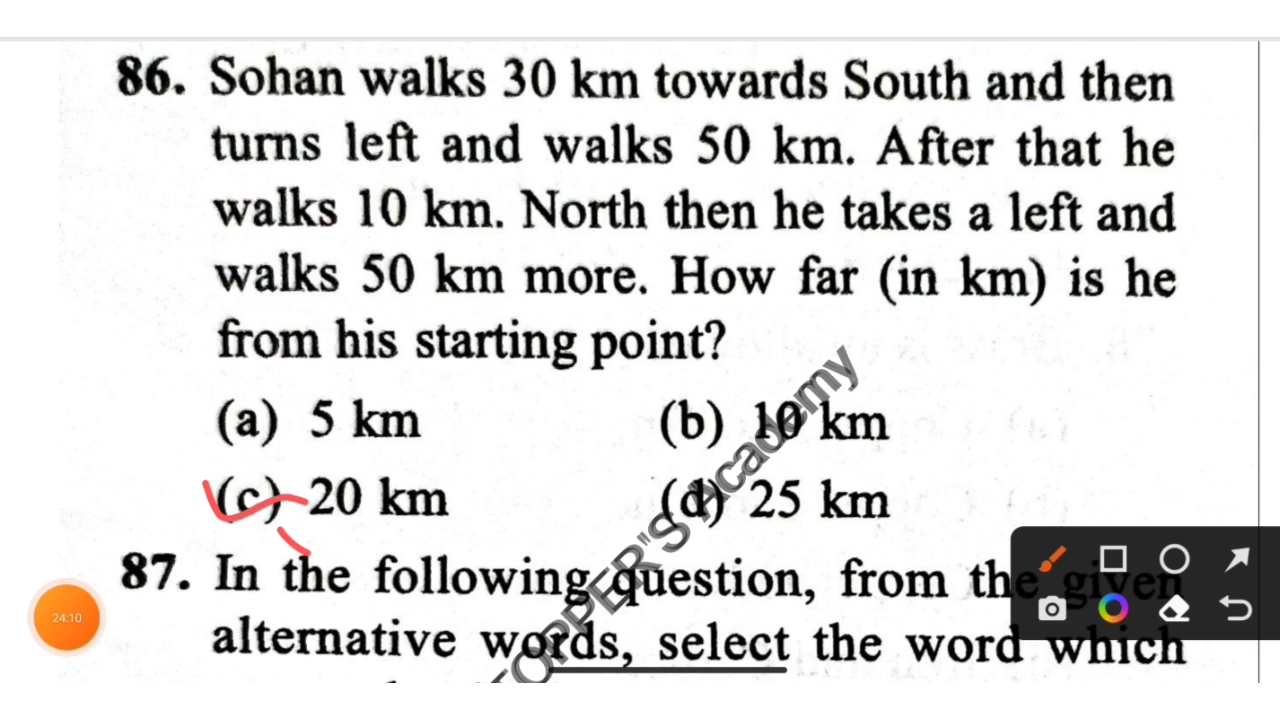 86. Sohan walks 30 km towards South and then
turns left and walks 50 km. After that he
walks 10 km. North then he takes a left and
walks 50 km more. How far (in km) is he
from his starting point?
(a) 5 km (b) 10 km
(c) 20 km (d) 25 km
TOPPER'S Academy
87. In the following question, from the given
alternative words, select the word which
24:10